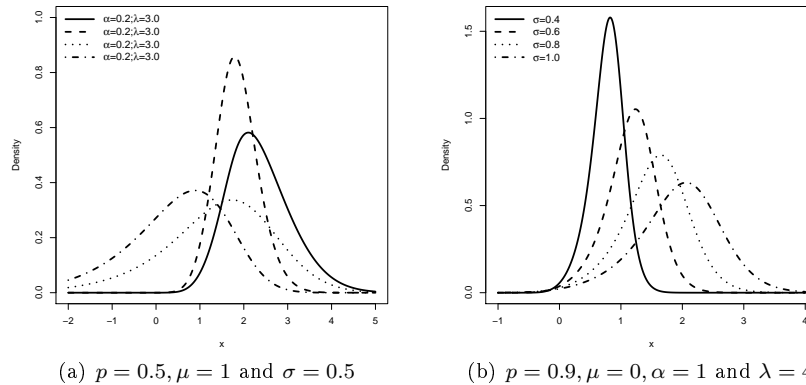 α=0.2;λ=3.0
α=0.2;λ=3.0
α=0.2;λ=3.0
α=0.2;λ=3.0
Density
0.0 0.2 0.4 0.6 0.8 1.0
−2 −1 0 1 2 3 4 5
x
(a) p = 0.5, μ = 1 and σ = 0.5
σ=0.4
σ=0.6
σ=0.8
σ=1.0
Density
0.0 0.5 1.0 1.5
−1 0 1 2 3 4
x
(b) p = 0.9, μ = 0, α = 1 and λ =